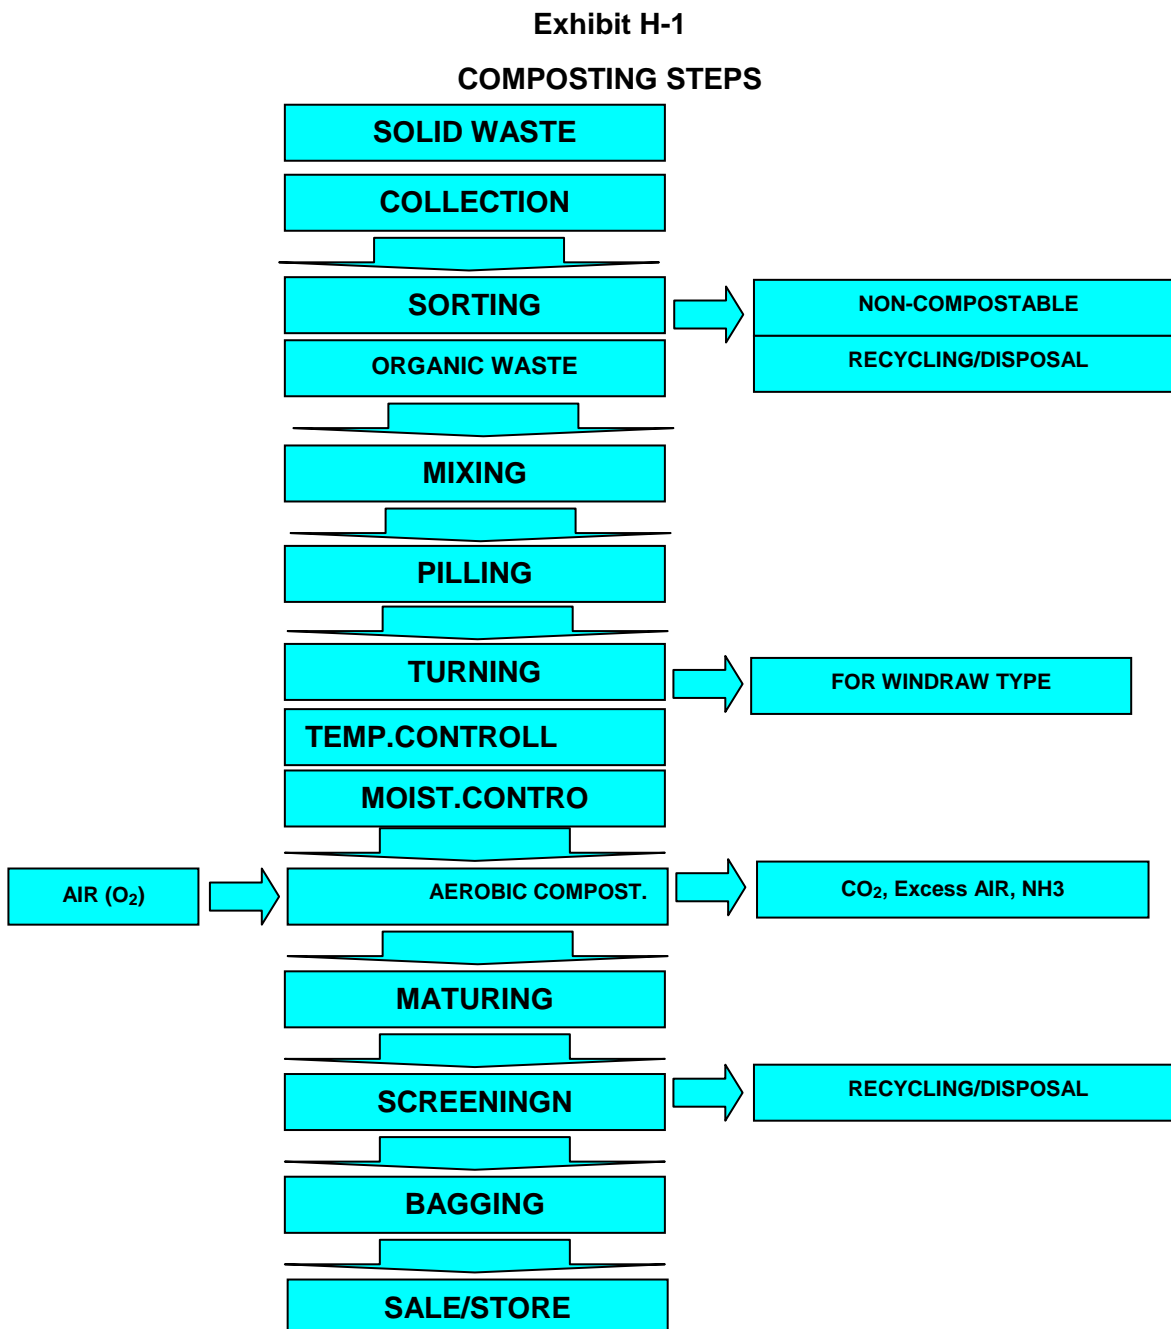 Exhibit H-1
COMPOSTING STEPS
SOLID WASTE
COLLECTION
SORTING
NON-COMPOSTABLE
ORGANIC WASTE
RECYCLING/DISPOSAL
MIXING
PILLING
TURNING
FOR WINDRAW TYPE
TEMP.CONTROLL
MOIST.CONTRO
AIR (O₂)
AEROBIC COMPOST.
CO₂, Excess AIR, NH3
MATURING
SCREENINGN
RECYCLING/DISPOSAL
BAGGING
SALE/STORE